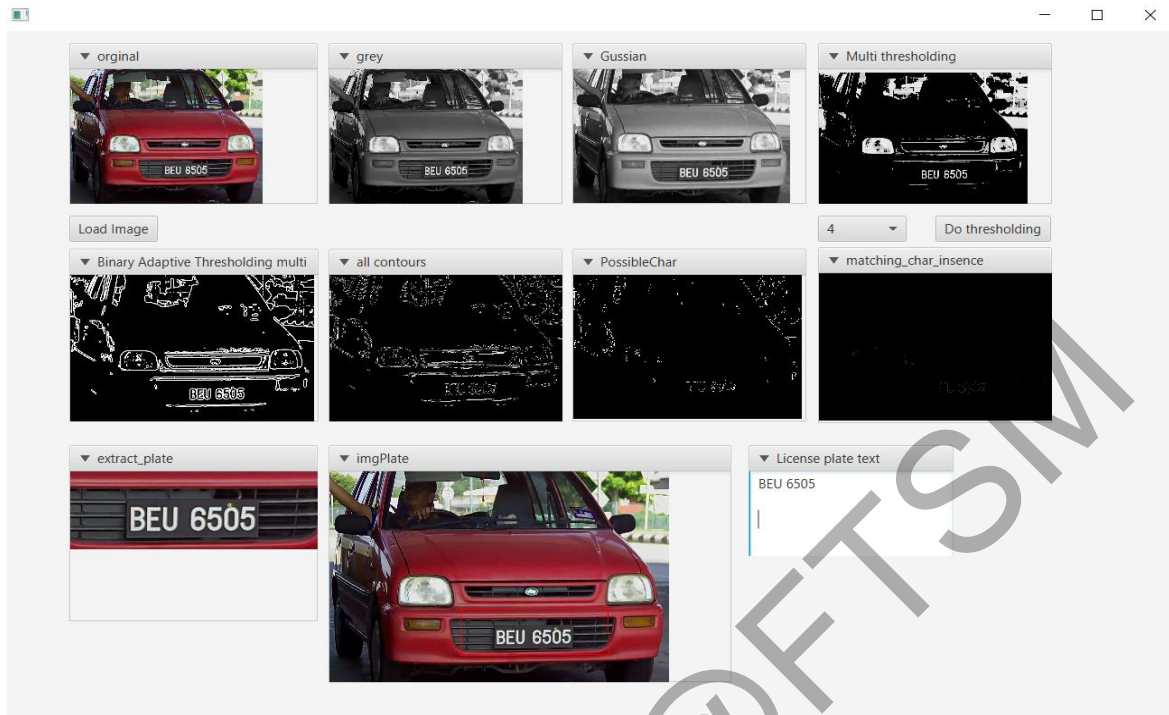 orginal
grey
Gussian
Multi thresholding
BEU 6505
BEU 6505
BEU 6505
BEU 6505
Load Image
4
Do thresholding
Binary Adaptive Thresholding multi
all contours
PossibleChar
matching_char_insence
BEU 6505
extract_plate
imgPlate
License plate text
BEU 6505
BEU 6505
BEU 6505
@FTSM